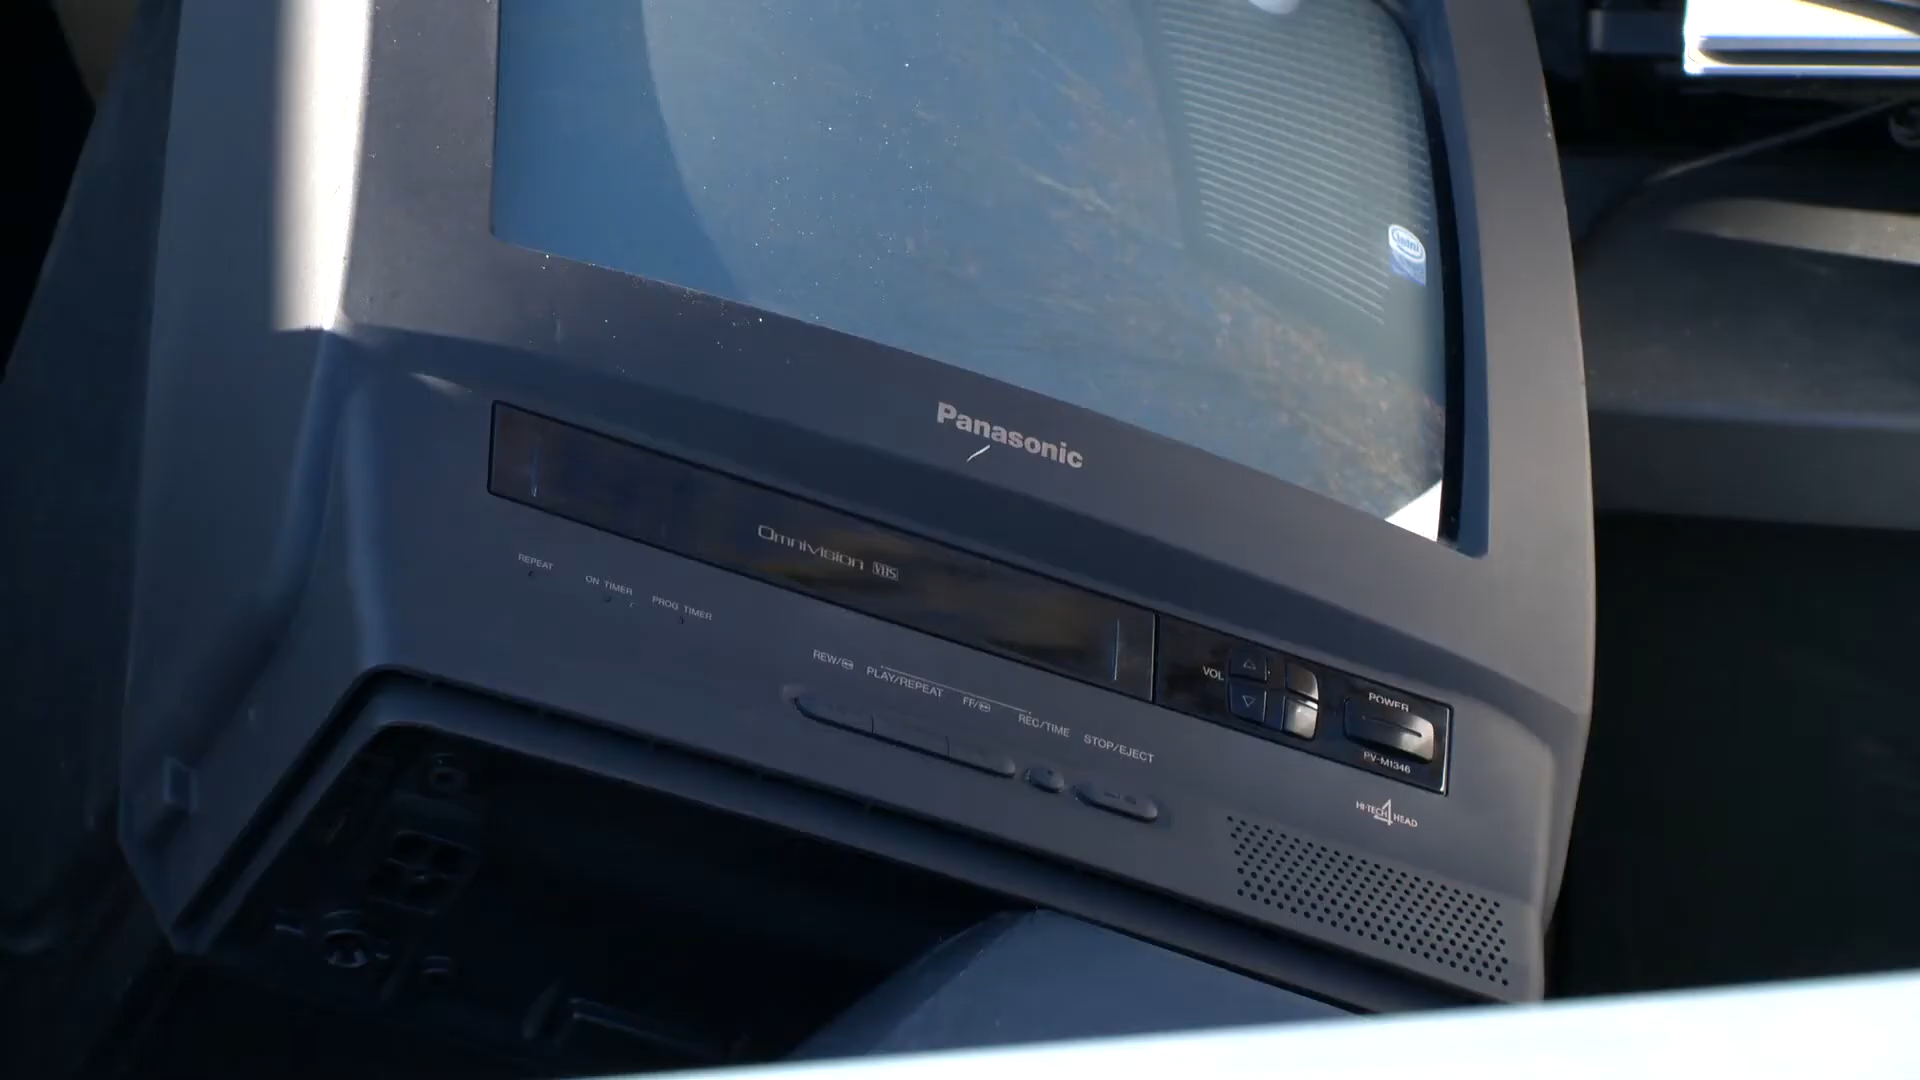 intel
Panasonic
Omnivision VHS
REPEAT
ON TIMER
PROG TIMER
REW/
PLAY/REPEAT
FF/
REC/TIME
STOP/EJECT
VOL
POWER
PV-M1346
HI-TECH 4 HEAD